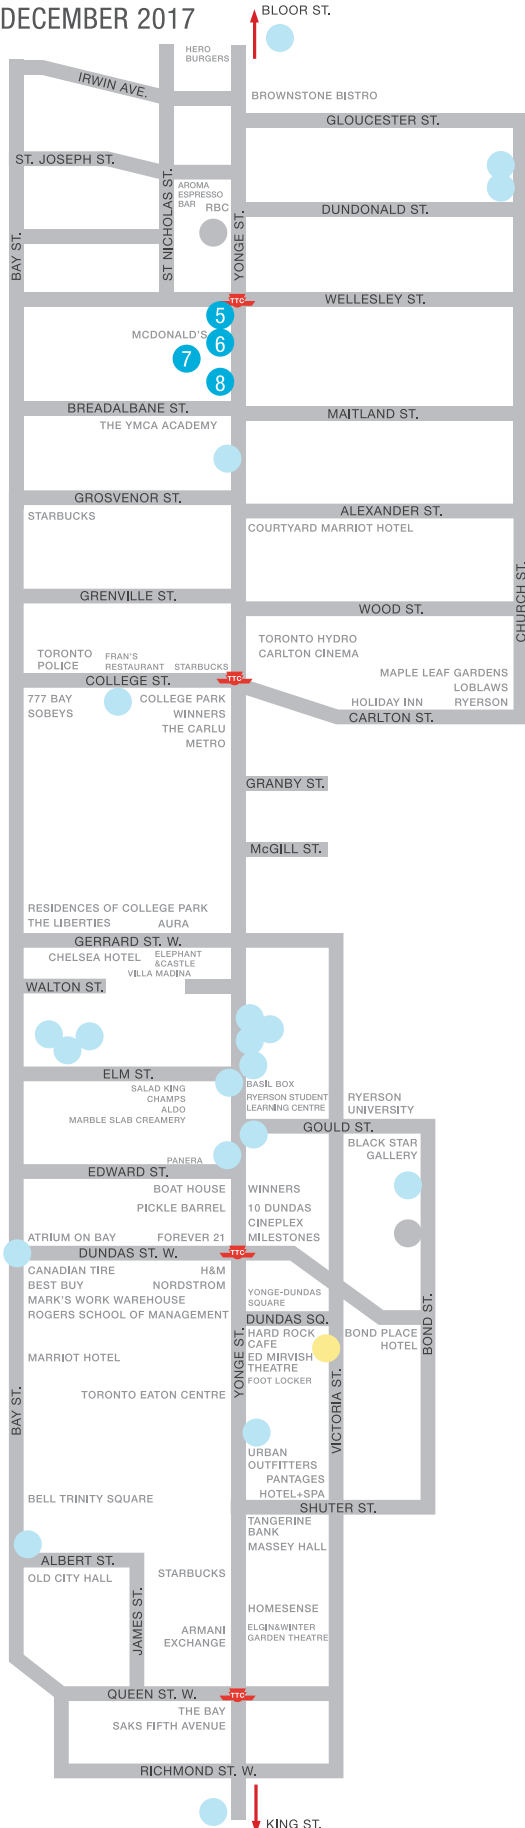 DECEMBER 2017
BLOOR ST.
HERO
BURGERS
IRWIN AVE.
BROWNSTONE BISTRO
GLOUCESTER ST.
ST. JOSEPH ST.
ST NICHOLAS ST.
AROMA
ESPRESSO
BAR
RBC
DUNDONALD ST.
BAY ST.
YONGE ST.
TTC
WELLESLEY ST.
5
MCDONALD'S
6
7
8
BREADALBANE ST.
MAITLAND ST.
THE YMCA ACADEMY
GROSVENOR ST.
STARBUCKS
ALEXANDER ST.
COURTYARD MARRIOT HOTEL
CHURCH ST.
GRENVILLE ST.
WOOD ST.
TORONTO HYDRO
CARLTON CINEMA
TORONTO
POLICE
FRAN'S
RESTAURANT
STARBUCKS
COLLEGE ST.
TTC
MAPLE LEAF GARDENS
LOBLAWS
HOLIDAY INN
RYERSON
CARLTON ST.
777 BAY
SOBEYS
COLLEGE PARK
WINNERS
THE CARLU
METRO
GRANBY ST.
McGILL ST.
RESIDENCES OF COLLEGE PARK
THE LIBERTIES
AURA
GERRARD ST. W.
CHELSEA HOTEL
ELEPHANT
&CASTLE
VILLA MADINA
WALTON ST.
ELM ST.
SALAD KING
CHAMPS
ALDO
MARBLE SLAB CREAMERY
BASIL BOX
RYERSON STUDENT
LEARNING CENTRE
RYERSON
UNIVERSITY
GOULD ST.
BLACK STAR
GALLERY
PANERA
EDWARD ST.
BOAT HOUSE
WINNERS
PICKLE BARREL
10 DUNDAS
CINEPLEX
MILESTONES
ATRIUM ON BAY
FOREVER 21
DUNDAS ST. W.
TTC
CANADIAN TIRE
H&M
BEST BUY
NORDSTROM
MARK'S WORK WAREHOUSE
ROGERS SCHOOL OF MANAGEMENT
YONGE-DUNDAS
SQUARE
DUNDAS SQ.
BOND ST.
HARD ROCK
CAFE
ED MIRVISH
THEATRE
FOOT LOCKER
BOND PLACE
HOTEL
YONGE ST.
VICTORIA ST.
BAY ST.
MARRIOT HOTEL
TORONTO EATON CENTRE
URBAN
OUTFITTERS
PANTAGES
HOTEL+SPA
BELL TRINITY SQUARE
SHUTER ST.
TANGERINE
BANK
MASSEY HALL
ALBERT ST.
OLD CITY HALL
STARBUCKS
JAMES ST.
HOMESENSE
ARMANI
EXCHANGE
ELGIN&WINTER
GARDEN THEATRE
QUEEN ST. W.
TTC
THE BAY
SAKS FIFTH AVENUE
RICHMOND ST. W.
KING ST.